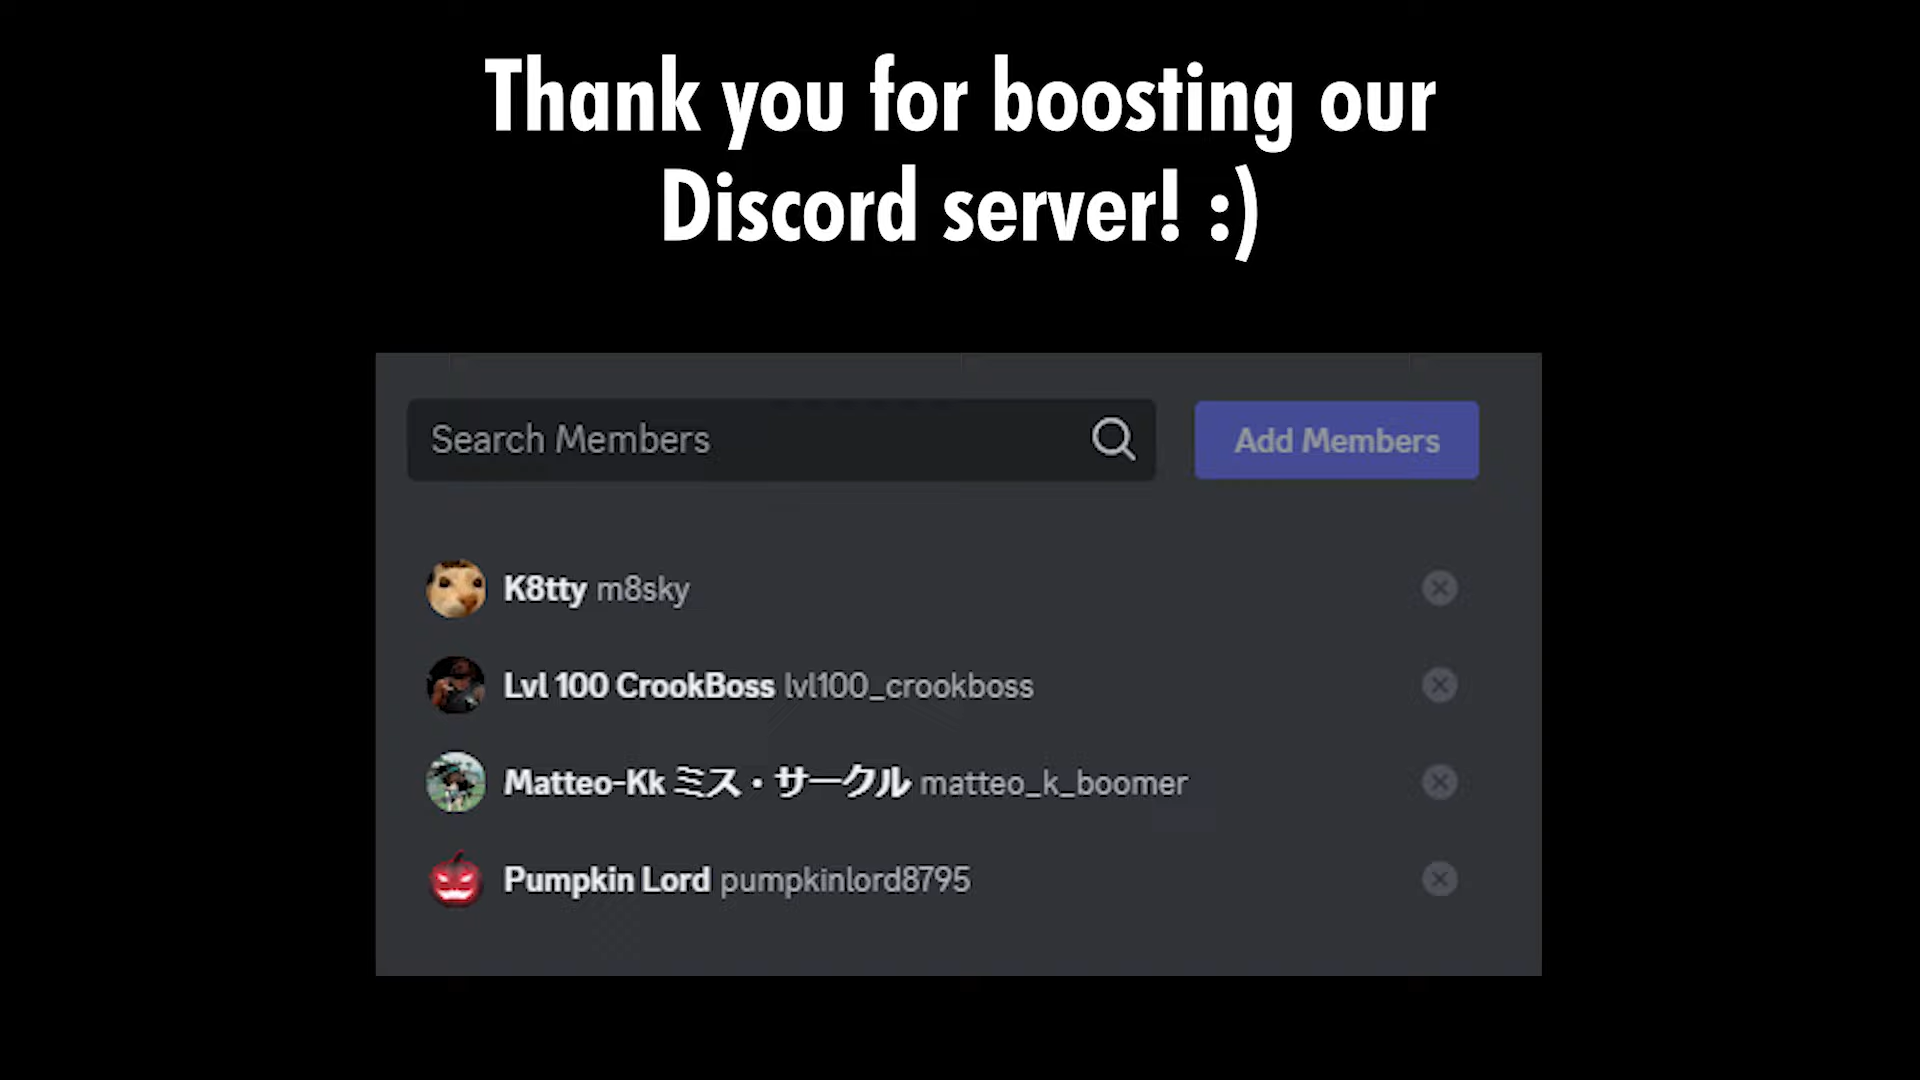 Thank you for boosting our
Discord server! :)
Search Members
Add Members
K8tty m8sky
Lvl 100 CrookBoss lvl100_crookboss
Matteo-Kk ミス・サークル matteo_k_boomer
Pumpkin Lord pumpkinlord8795